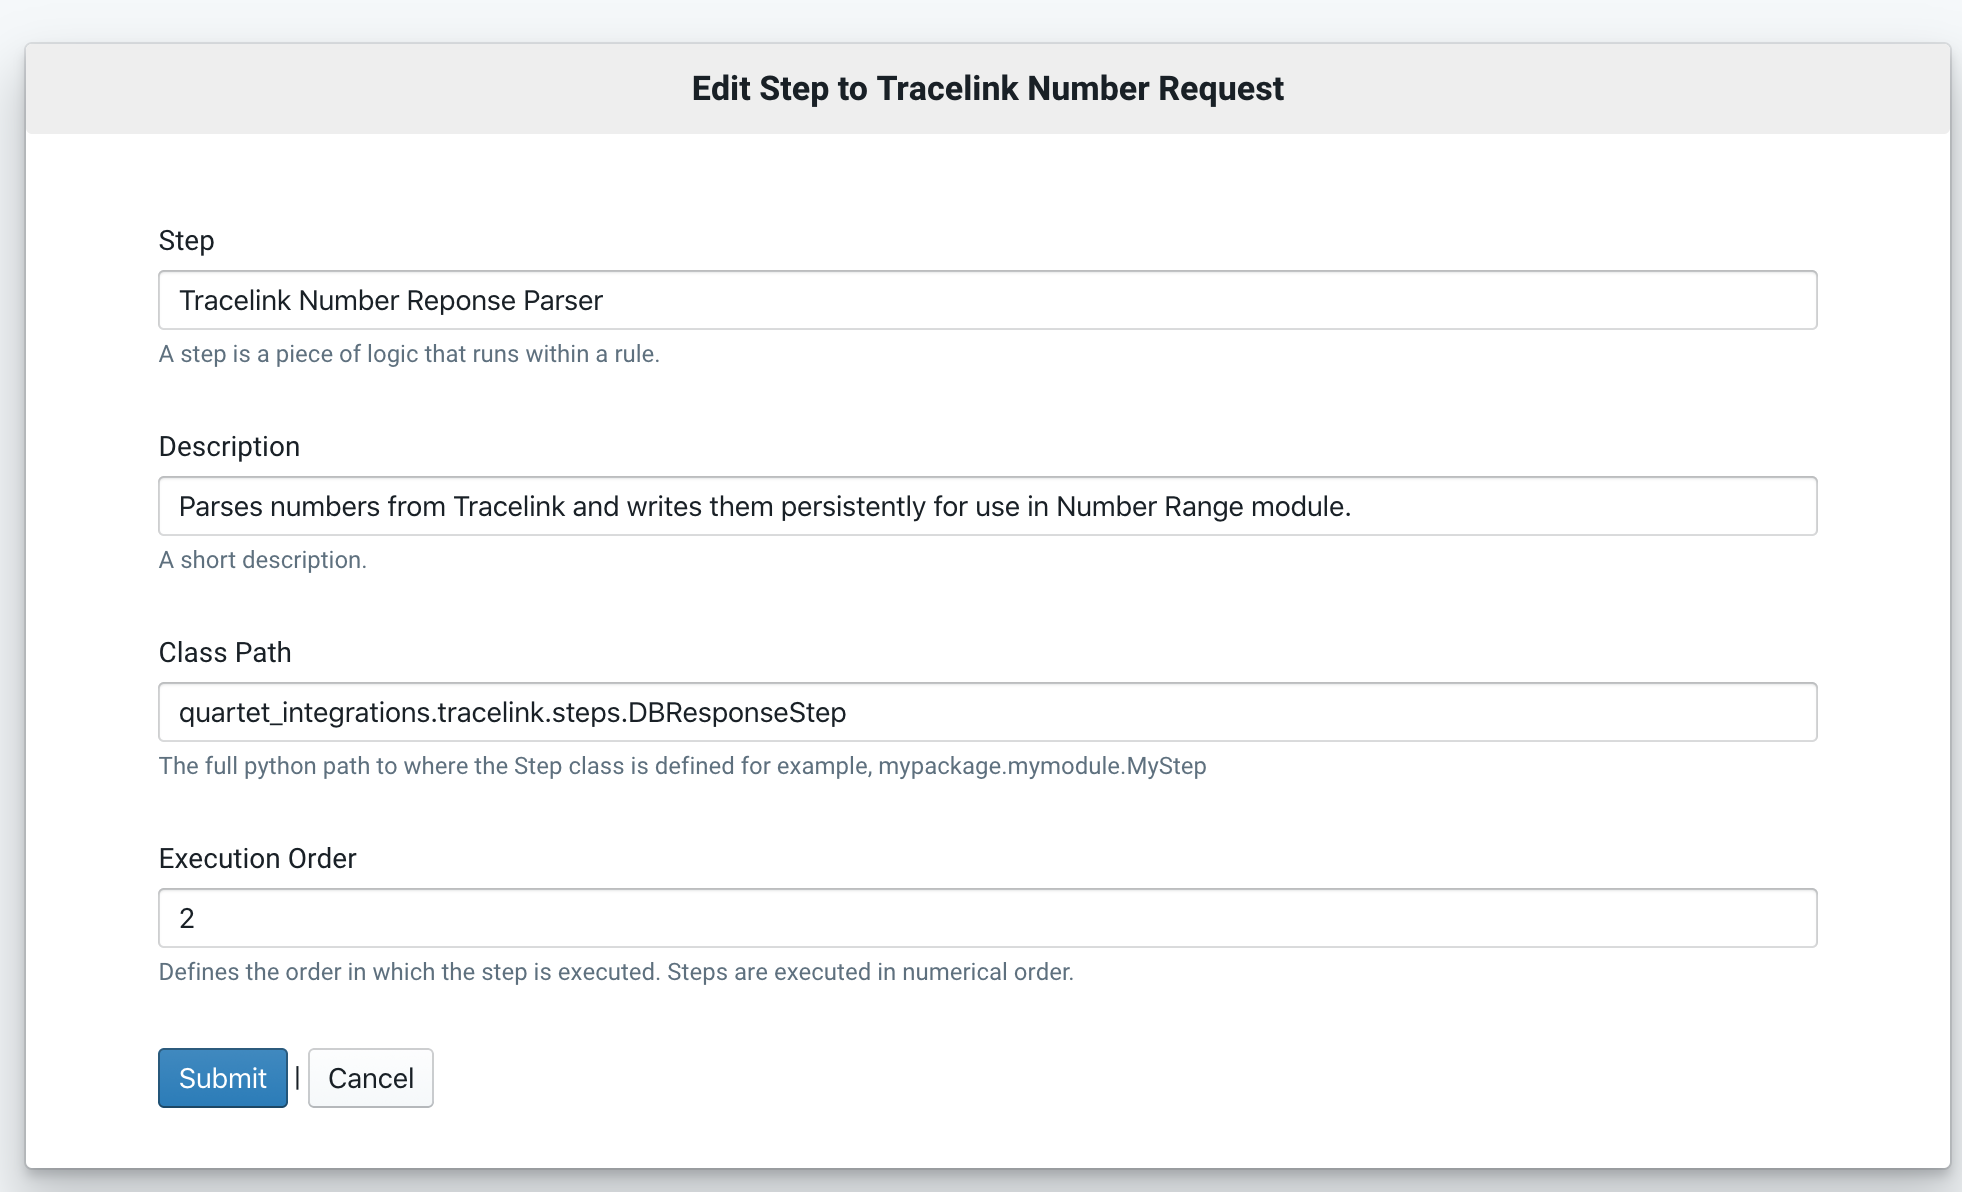 Edit Step to Tracelink Number Request
Step
Tracelink Number Reponse Parser
A step is a piece of logic that runs within a rule.
Description
Parses numbers from Tracelink and writes them persistently for use in Number Range module.
A short description.
Class Path
quartet_integrations.tracelink.steps.DBResponseStep
The full python path to where the Step class is defined for example, mypackage.mymodule.MyStep
Execution Order
2
Defines the order in which the step is executed. Steps are executed in numerical order.
Submit | Cancel